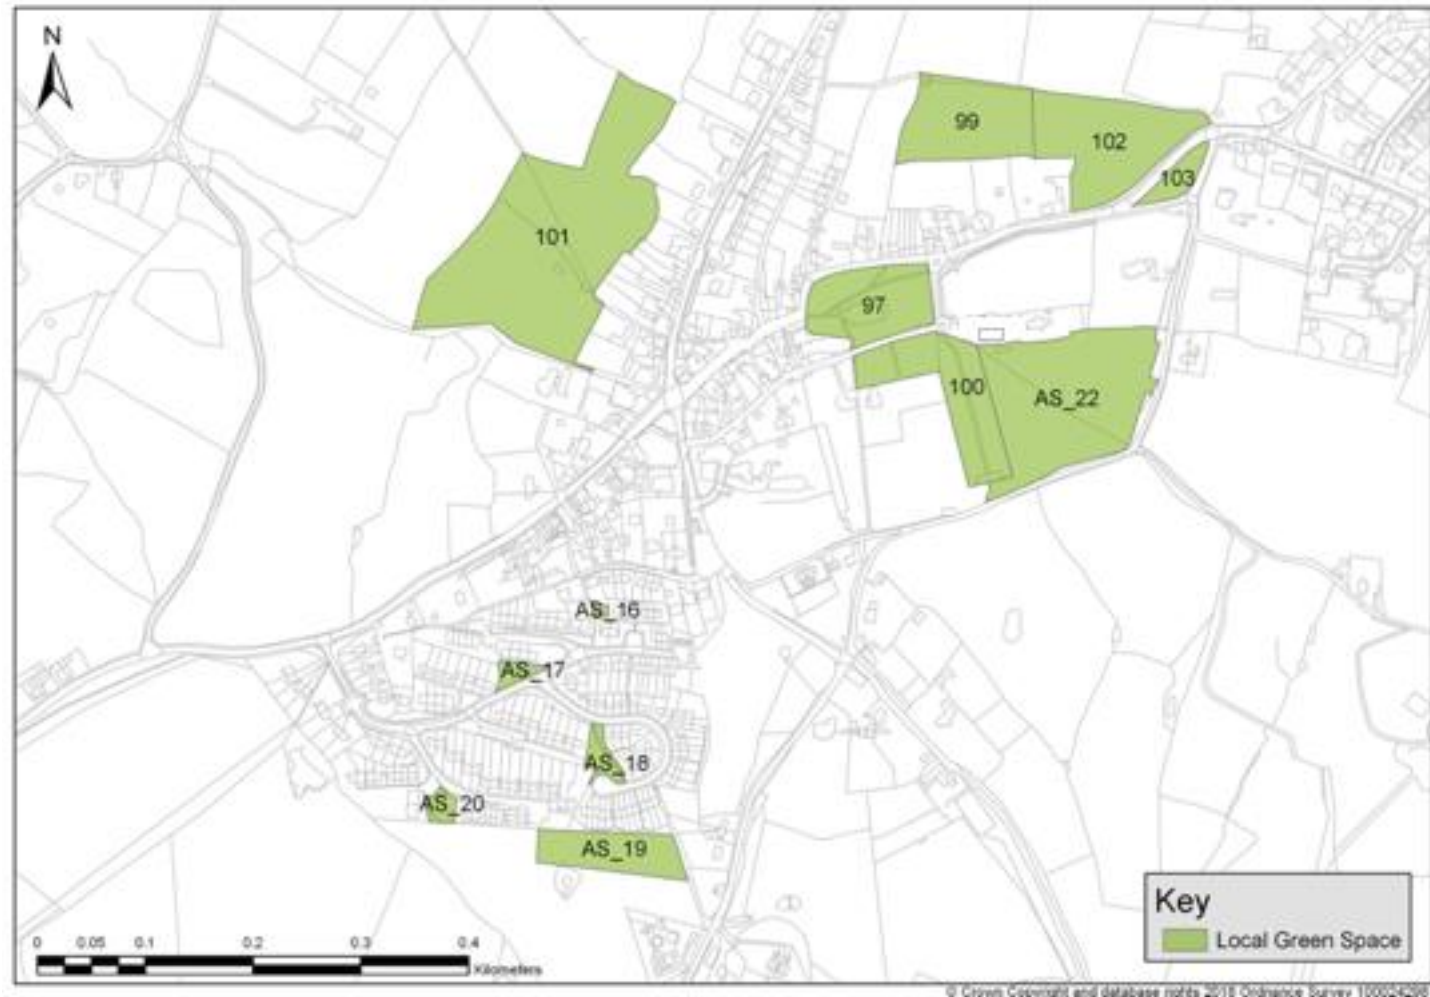 N
99
102
103
101
97
100
AS_22
AS_16
AS_17
AS_18
AS_20
AS_19
Key
Local Green Space
0 0.05 0.1 0.2 0.3 0.4
Kilometers
© Crown Copyright and database rights 2018 Ordnance Survey 100024298